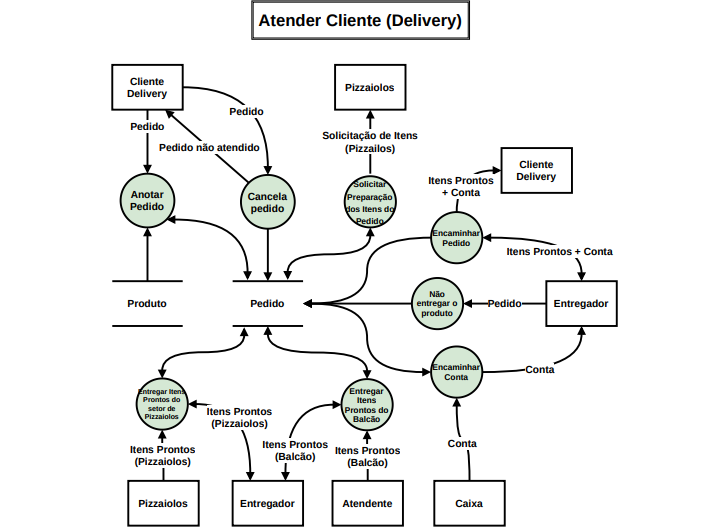 Atender Cliente (Delivery)
Cliente
Delivery
Pizzaiolos
Pedido
Pedido
Solicitação de Itens
(Pizzailos)
Pedido não atendido
Cliente
Delivery
Itens Prontos
+ Conta
Anotar
Pedido
Cancela
pedido
Solicitar
Preparação
dos Itens do
Pedido
Encaminhar
Pedido
Itens Prontos + Conta
Produto
Pedido
Não
entregar o
produto
Pedido
Entregador
Encaminhar
Conta
Conta
Entregar Itens
Prontos do
setor de
Pizzaiolos
Entregar
Itens
Prontos do
Balcão
Itens Prontos
(Pizzaiolos)
Itens Prontos
(Pizzaiolos)
Itens Prontos
(Balcão)
Itens Prontos
(Balcão)
Conta
Pizzaiolos
Entregador
Atendente
Caixa